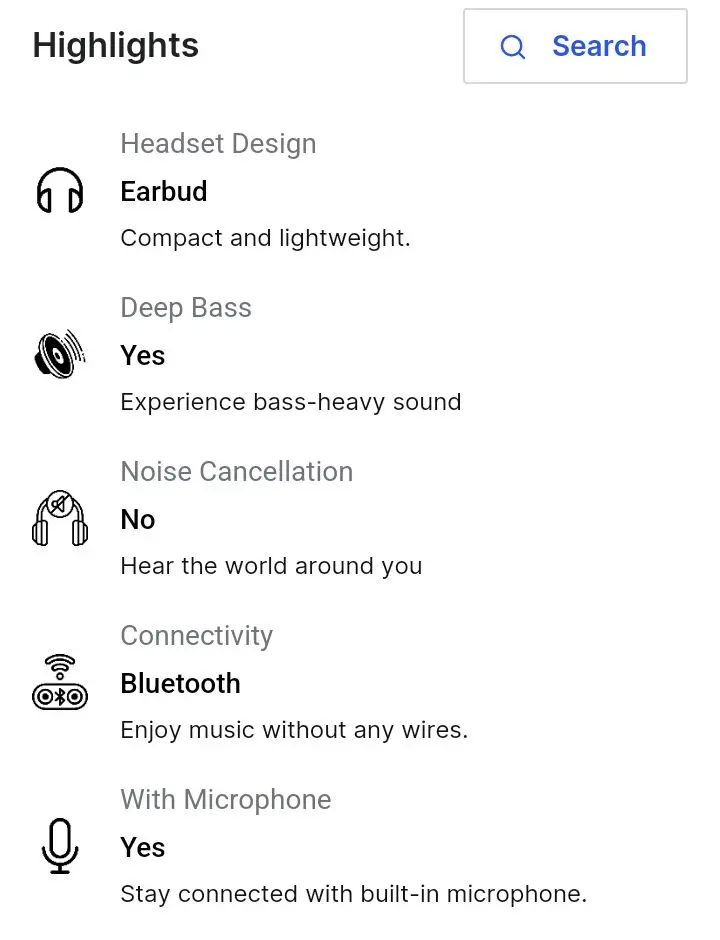 Highlights
Search
Headset Design
Earbud
Compact and lightweight.
Deep Bass
Yes
Experience bass-heavy sound
Noise Cancellation
No
Hear the world around you
Connectivity
Bluetooth
Enjoy music without any wires.
With Microphone
Yes
Stay connected with built-in microphone.